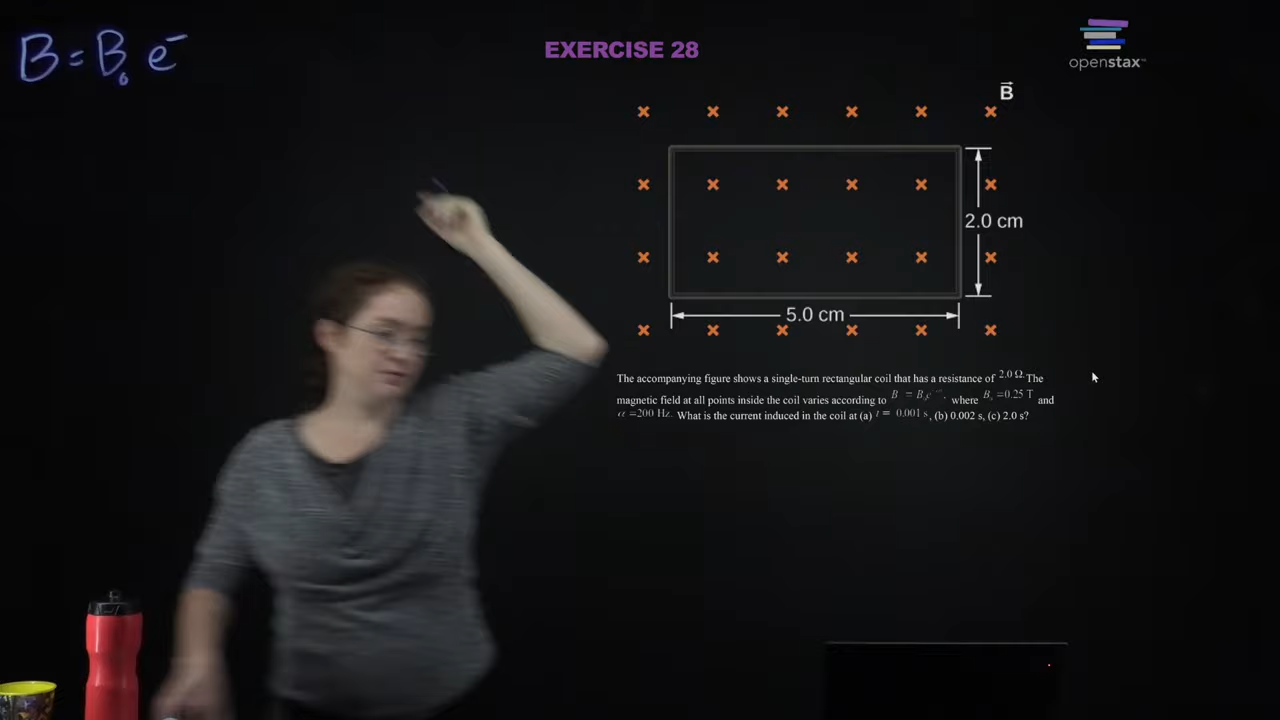 B = B₀ e⁻
EXERCISE 28
openstax™
B⃗
2.0 cm
5.0 cm
The accompanying figure shows a single-turn rectangular coil that has a resistance of 2.0 Ω. The
magnetic field at all points inside the coil varies according to B = B₀e where B₀ =0.25 T and
α =200 Hz. What is the current induced in the coil at (a) t = 0.001 s, (b) 0.002 s, (c) 2.0 s?